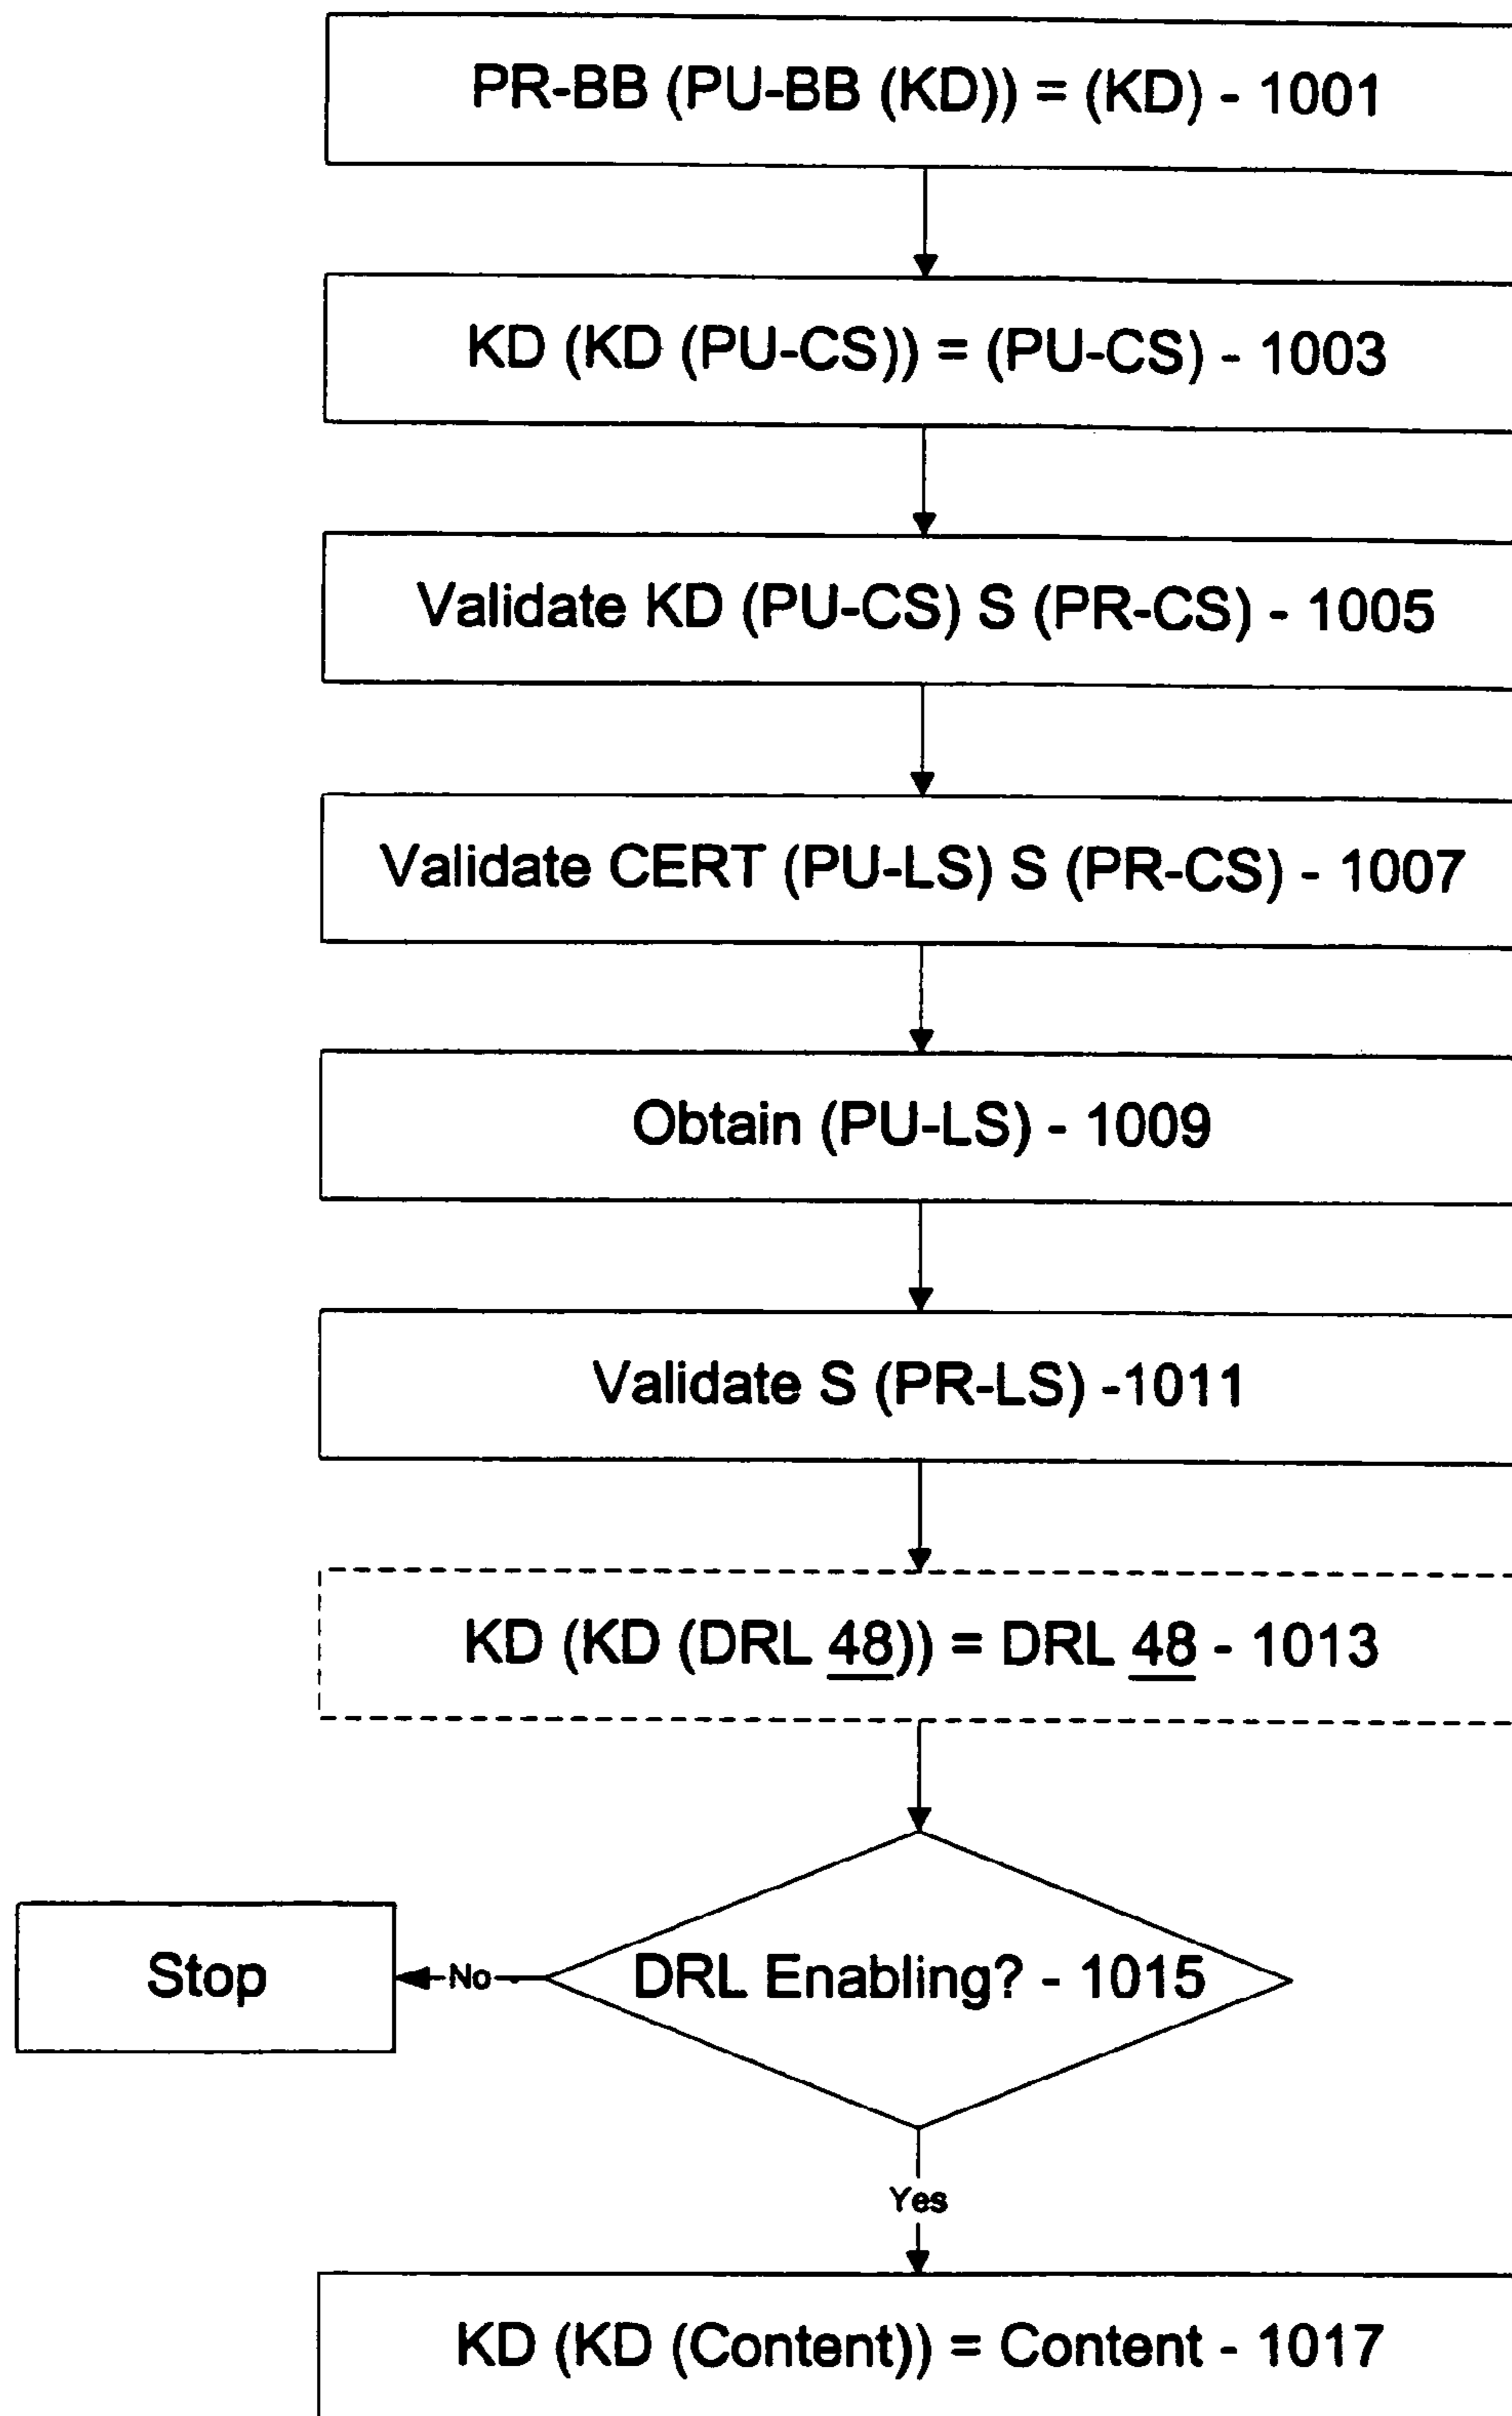 PR-BB (PU-BB (KD)) = (KD) - 1001
KD (KD (PU-CS)) = (PU-CS) - 1003
Validate KD (PU-CS) S (PR-CS) - 1005
Validate CERT (PU-LS) S (PR-CS) - 1007
Obtain (PU-LS) - 1009
Validate S (PR-LS) -1011
KD (KD (DRL 48)) = DRL 48 - 1013
Stop
No
DRL Enabling? - 1015
Yes
KD (KD (Content)) = Content - 1017